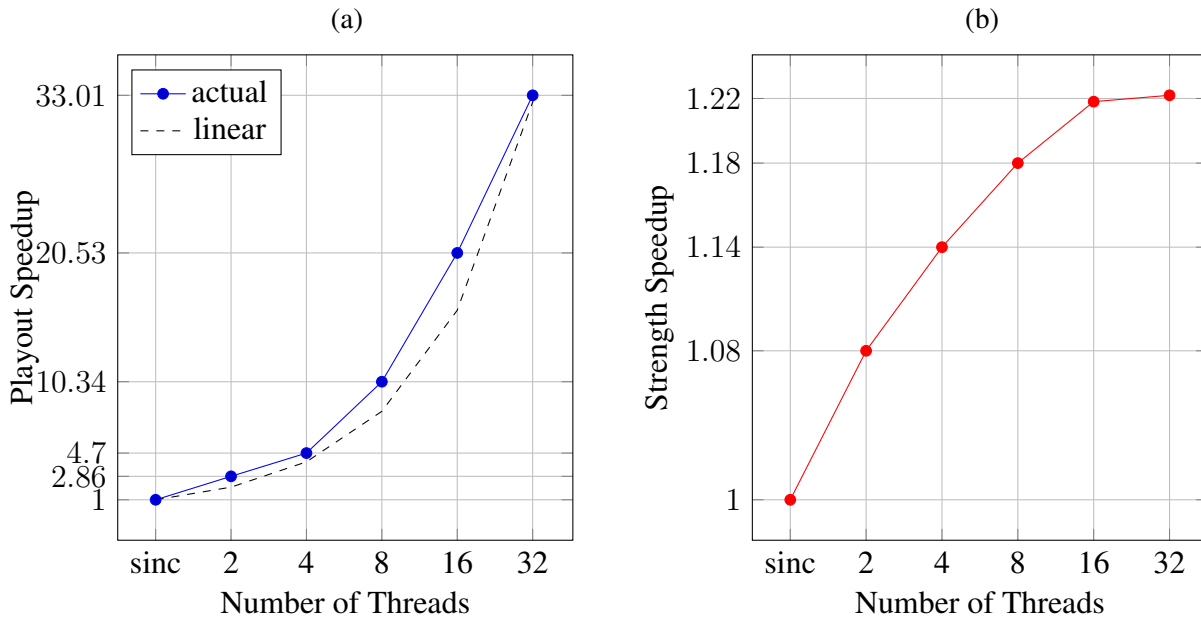 (a)
actual
linear
33.01
20.53
10.34
4.7
2.86
1
Playout Speedup
sinc 2 4 8 16 32
Number of Threads
(b)
1.22
1.18
1.14
1.08
1
Strength Speedup
sinc 2 4 8 16 32
Number of Threads